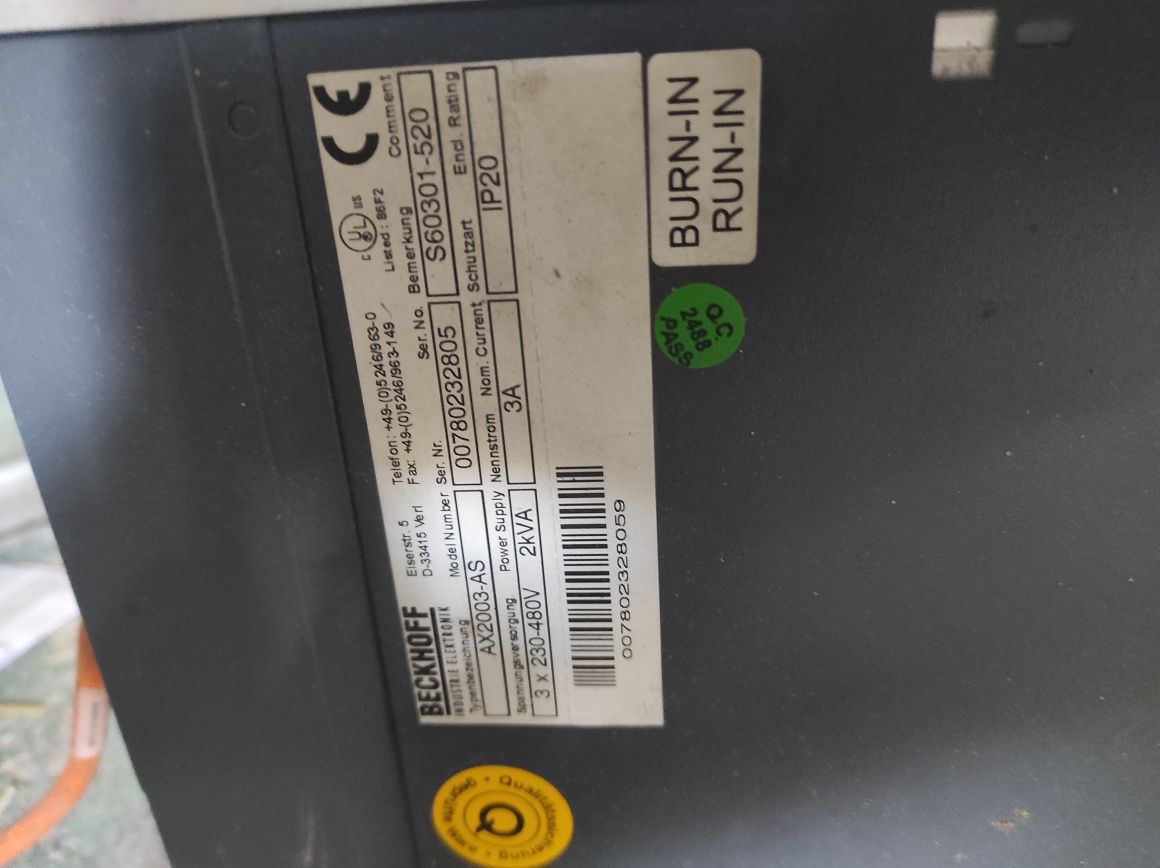 BECKHOFF
INDUSTRIE ELEKTRONIK
Eiserstr. 5
D-33415 Verl
Telefon: +49-(0)5246/963-0
Fax: +49-(0)5246/963-149
C UL US
Listed : 86F2
CE
Typenbezeichnung Model Number
AX2003-AS
Ser. Nr. Ser. No.
00780232805
Bemerkung Comment
S60301-520
Spannungsversorgung Power Supply
3 x 230-480V 2kVA
Nennstrom Nom. Current
3A
Schutzart Encl. Rating
IP20
007802328059
BURN-IN
RUN-IN
Q.C.
2488
PASS
Qualitätssicherung
Q